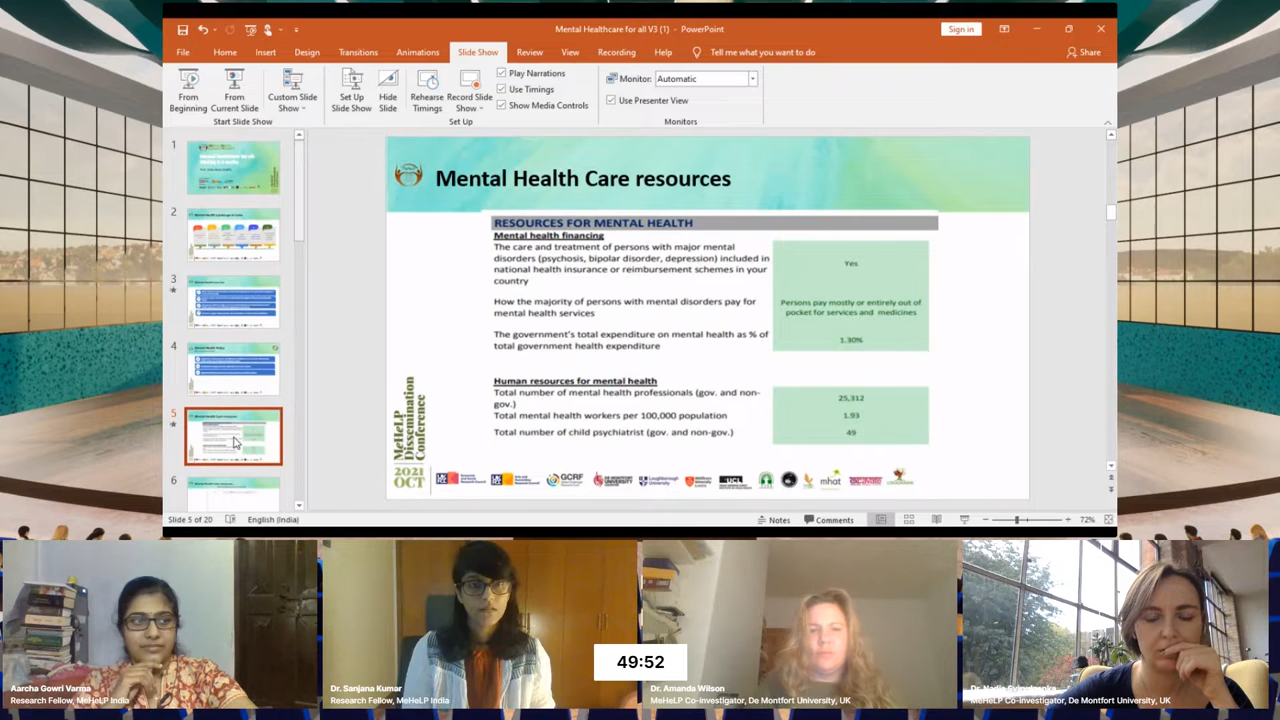 Mental Healthcare for all V3 (1) - PowerPoint
Sign in
File Home Insert Design Transitions Animations Slide Show Review View Recording Help Tell me what you want to do Share
From Beginning
From Current Slide
Custom Slide Show
Set Up Slide Show
Hide Slide
Rehearse Timings
Record Slide Show
Play Narrations
Use Timings
Show Media Controls
Monitor: Automatic
Use Presenter View
Start Slide Show
Set Up
Monitors
1
2
3
4
5
6
Mental Health Care resources
RESOURCES FOR MENTAL HEALTH
Mental health financing
The care and treatment of persons with major mental
disorders (psychosis, bipolar disorder, depression) included in
national health insurance or reimbursement schemes in your
country
Yes
How the majority of persons with mental disorders pay for
mental health services
Persons pay mostly or entirely out of
pocket for services and medicines
The government's total expenditure on mental health as % of
total government health expenditure
1.30%
Human resources for mental health
Total number of mental health professionals (gov. and non-
gov.)
25,312
Total mental health workers per 100,000 population
1.93
Total number of child psychiatrist (gov. and non-gov.)
49
MeHeLP
Dissemination
Conference
2021
OCT
GCRF
Loughborough University
UCL
mhat
Slide 5 of 20
English (India)
Notes
Comments
72%
49:52
Aarcha Gowri Varma
Research Fellow, MeHeLP India
Dr. Sanjana Kumar
Research Fellow, MeHeLP India
Dr. Amanda Wilson
MeHeLP Co-investigator, De Montfort University, UK
MeHeLP Co-investigator, De Montfort University, UK